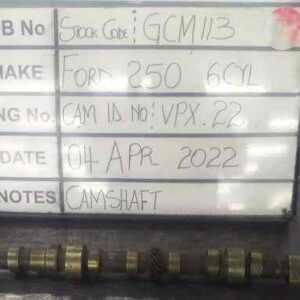 OB No STOCK CODE: GCM113
MAKE FORD 250 6CYL
NG No. CAM ID NO: VPX.22
DATE 04 APR 2022
NOTES CAMSHAFT